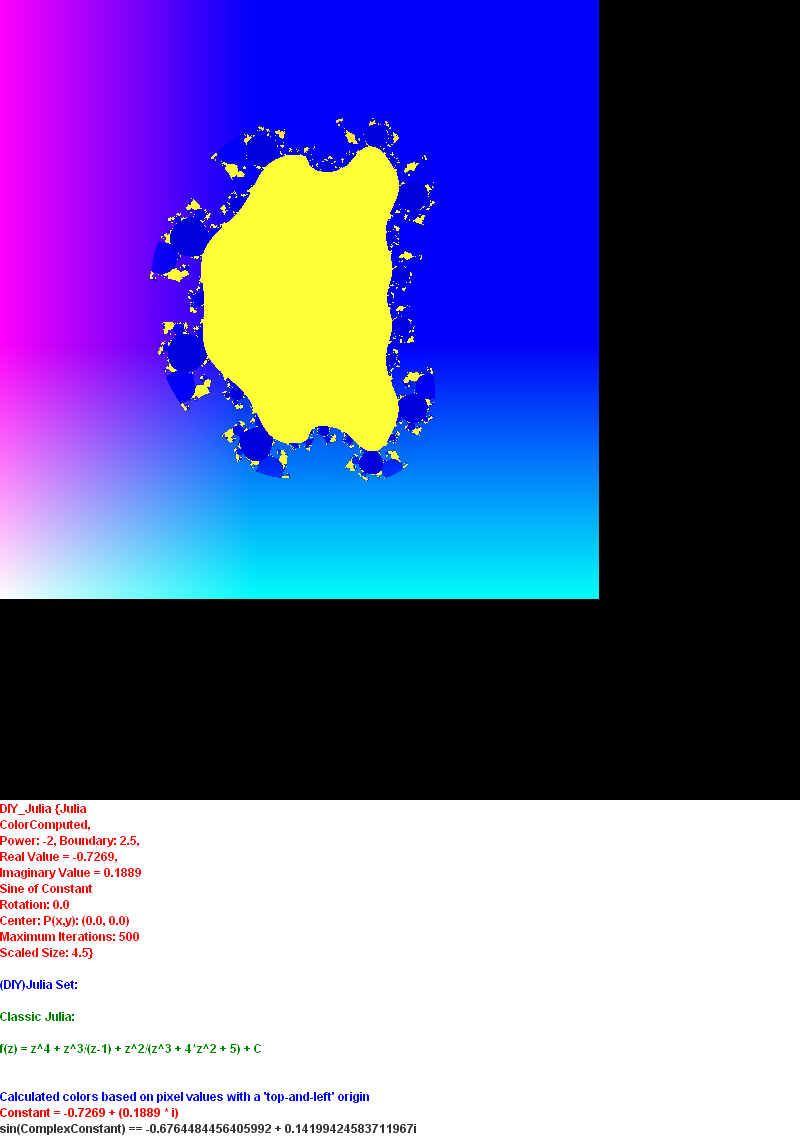 DIY_Julia {Julia
ColorComputed,
Power: -2, Boundary: 2.5,
Real Value = -0.7269,
Imaginary Value = 0.1889
Sine of Constant
Rotation: 0.0
Center: P(x,y): (0.0, 0.0)
Maximum Iterations: 500
Scaled Size: 4.5}
(DIY)Julia Set:
Classic Julia:
f(z) = z^4 + z^3/(z-1) + z^2/(z^3 + 4*z^2 + 5) + C
Calculated colors based on pixel values with a 'top-and-left' origin
Constant = -0.7269 + (0.1889 * i)
sin(ComplexConstant) == -0.6764484456405992 + 0.14199424583711967i